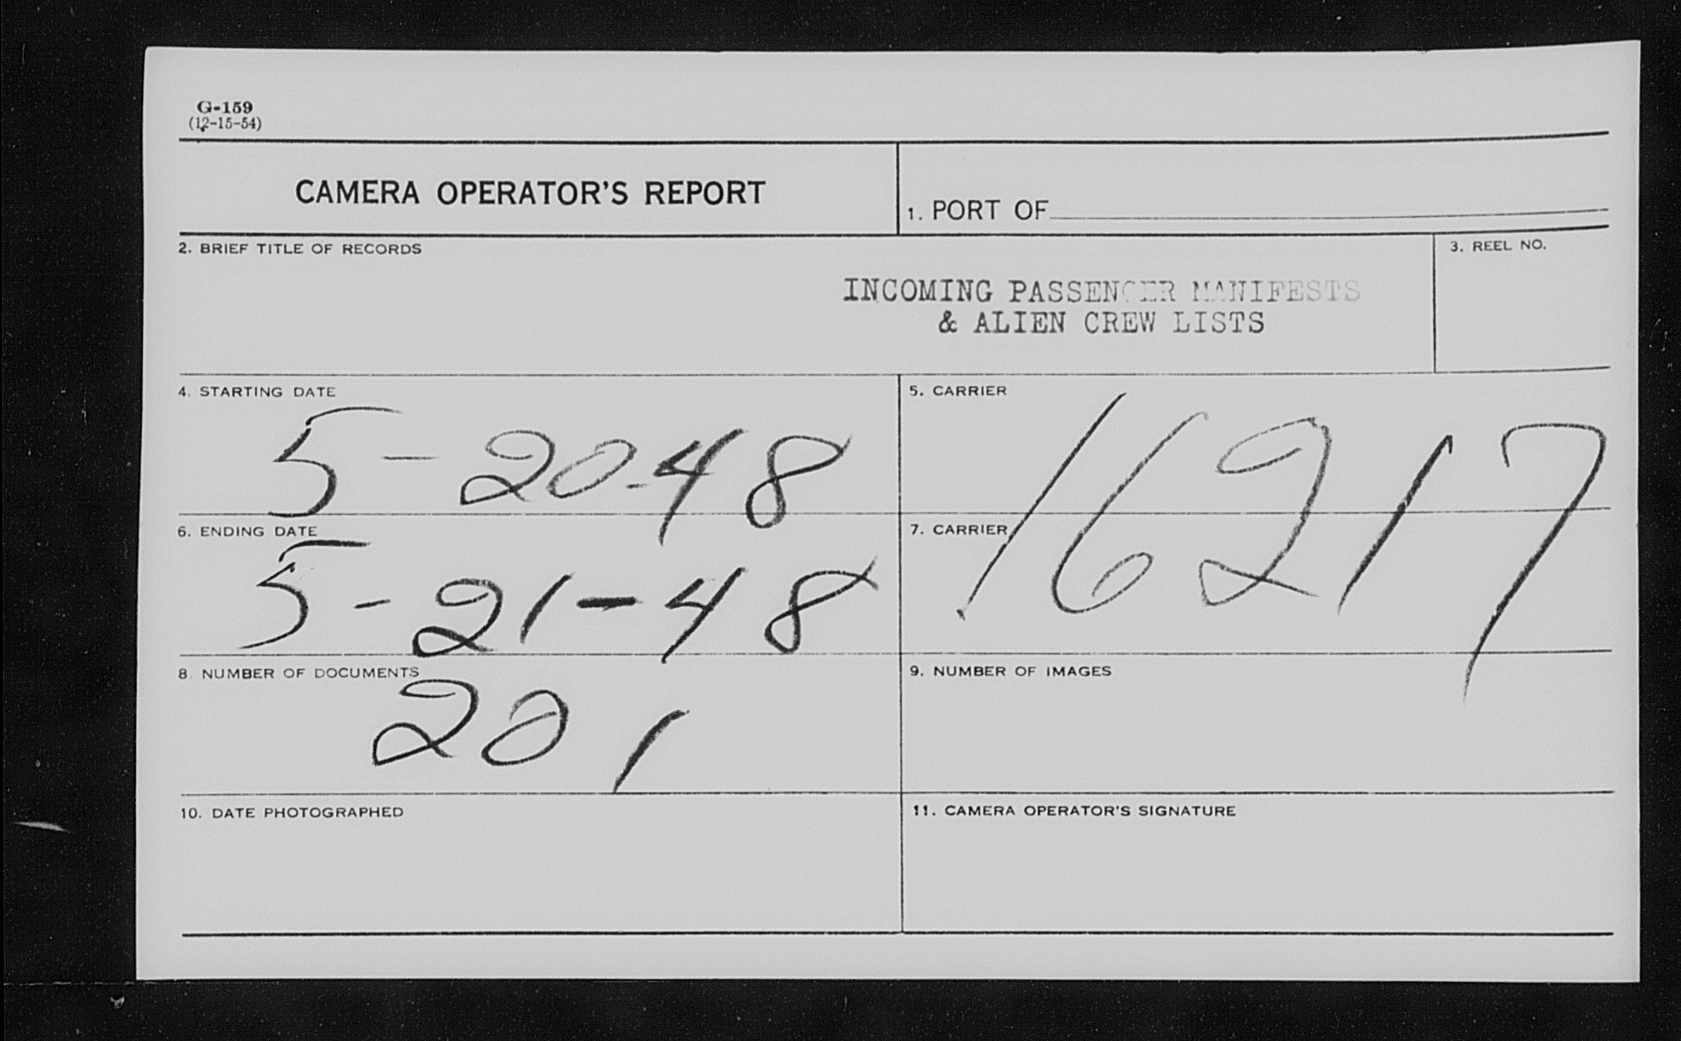 G-159
(12-15-54)
CAMERA OPERATOR'S REPORT
1. PORT OF
2. BRIEF TITLE OF RECORDS
3. REEL NO.
INCOMING PASSENGER MANIFESTS
& ALIEN CREW LISTS
4. STARTING DATE
5-20-48
5. CARRIER
16217
6. ENDING DATE
5-21-48
7. CARRIER
8. NUMBER OF DOCUMENTS
201
9. NUMBER OF IMAGES
10. DATE PHOTOGRAPHED
11. CAMERA OPERATOR'S SIGNATURE